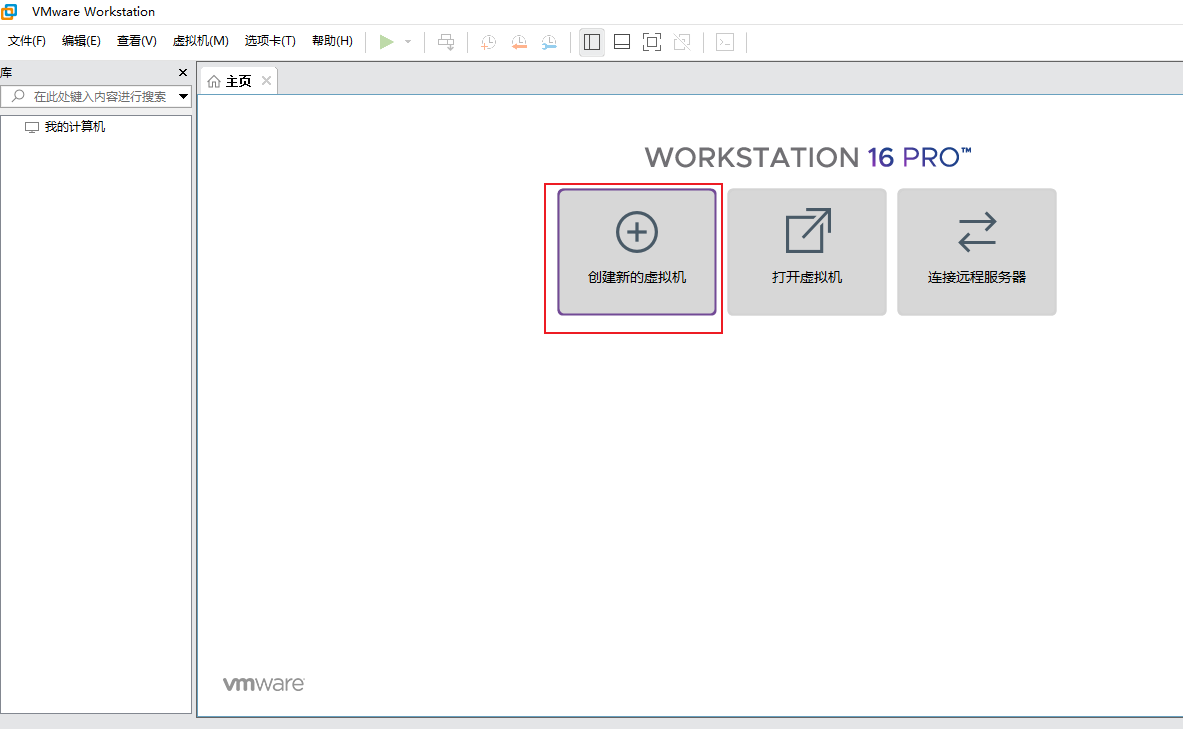 VMware Workstation
文件(F) 编辑(E) 查看(V) 虚拟机(M) 选项卡(T) 帮助(H)
库
主页
在此处键入内容进行搜索
我的计算机
WORKSTATION 16 PRO™
创建新的虚拟机 打开虚拟机 连接远程服务器
vmware